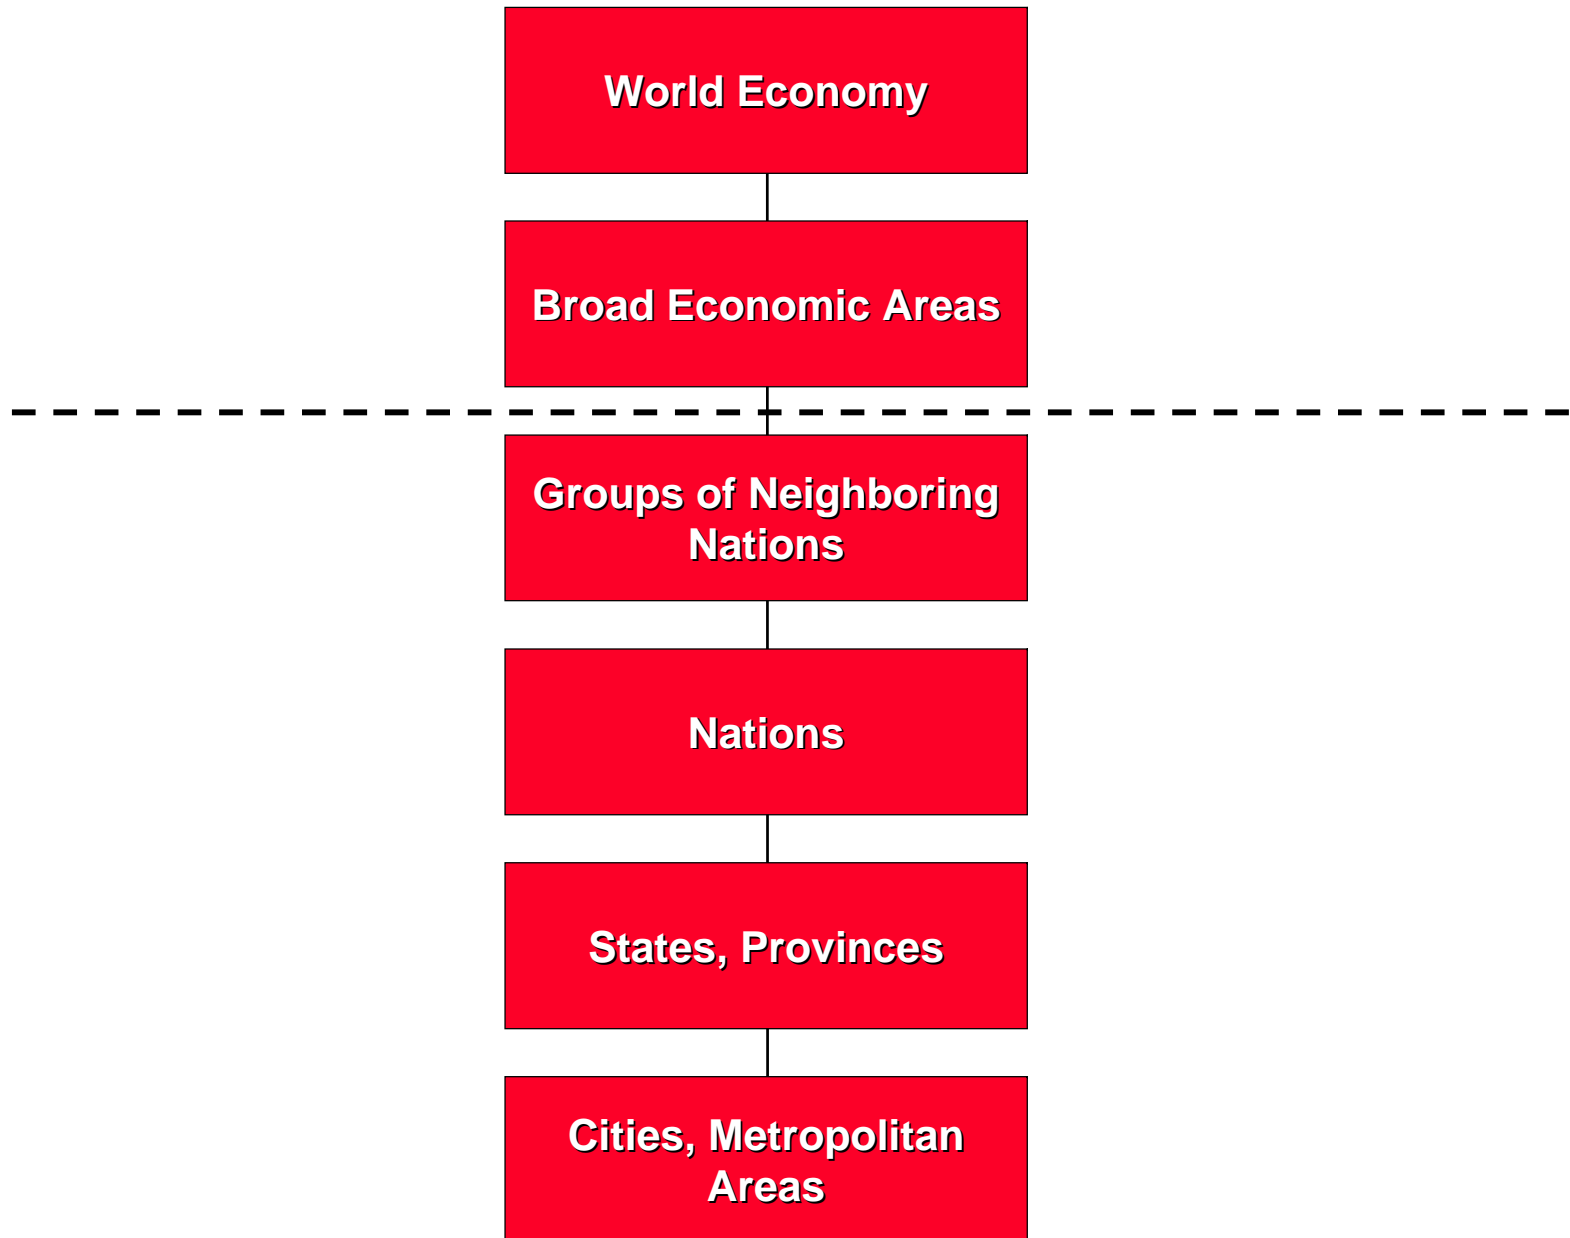 World Economy
Broad Economic Areas
Groups of Neighboring
Nations
Nations
States, Provinces
Cities, Metropolitan
Areas